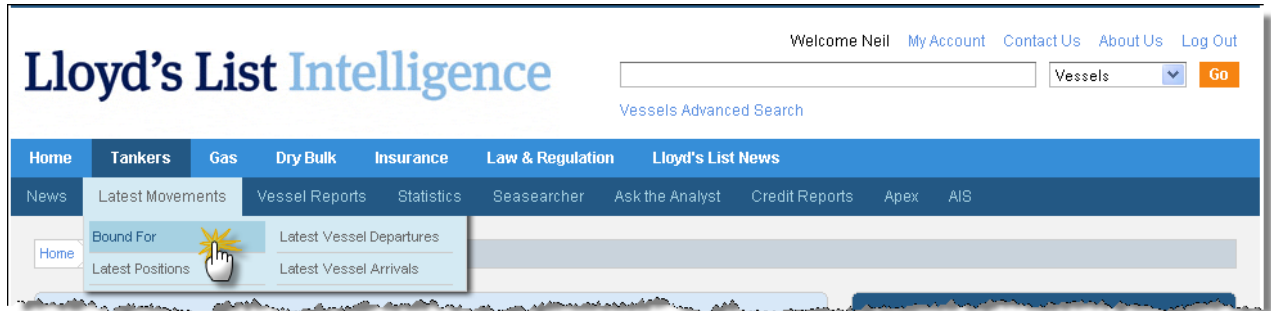 Welcome Neil My Account Contact Us About Us Log Out
Lloyd's List Intelligence
Vessels Go
Vessels Advanced Search
Home Tankers Gas Dry Bulk Insurance Law & Regulation Lloyd's List News
News Latest Movements Vessel Reports Statistics Seasearcher Ask the Analyst Credit Reports Apex AIS
Bound For Latest Vessel Departures
Home
Latest Positions Latest Vessel Arrivals